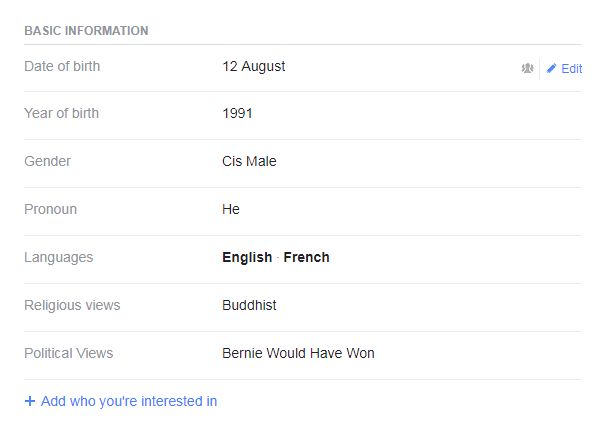 BASIC INFORMATION
Date of birth 12 August Edit
Year of birth 1991
Gender Cis Male
Pronoun He
Languages English · French
Religious views Buddhist
Political Views Bernie Would Have Won
+ Add who you're interested in